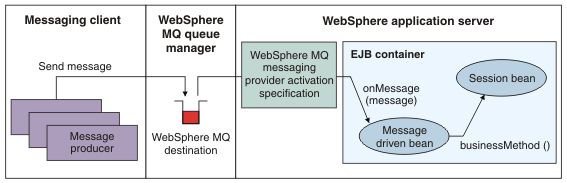 Messaging client
Send message
Message
producer
WebSphere
MQ queue
manager
WebSphere MQ
destination
WebSphere application server
WebSphere MQ
messaging
provider activation
specification
EJB container
onMessage
(message)
Message
driven bean
Session bean
businessMethod ()